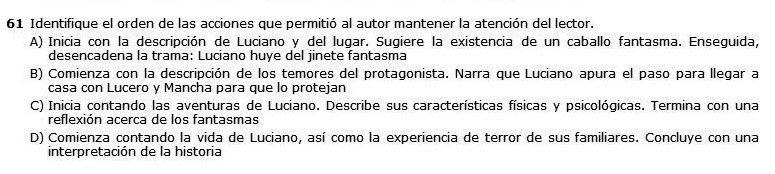 61 Identifique el orden de las acciones que permitió al autor mantener la atención del lector.
A) Inicia con la descripción de Luciano y del lugar. Sugiere la existencia de un caballo fantasma. Enseguida,
desencadena la trama: Luciano huye del jinete fantasma
B) Comienza con la descripción de los temores del protagonista. Narra que Luciano apura el paso para llegar a
casa con Lucero y Mancha para que lo protejan
C) Inicia contando las aventuras de Luciano. Describe sus características físicas y psicológicas. Termina con una
reflexión acerca de los fantasmas
D) Comienza contando la vida de Luciano, así como la experiencia de terror de sus familiares. Concluye con una
interpretación de la historia